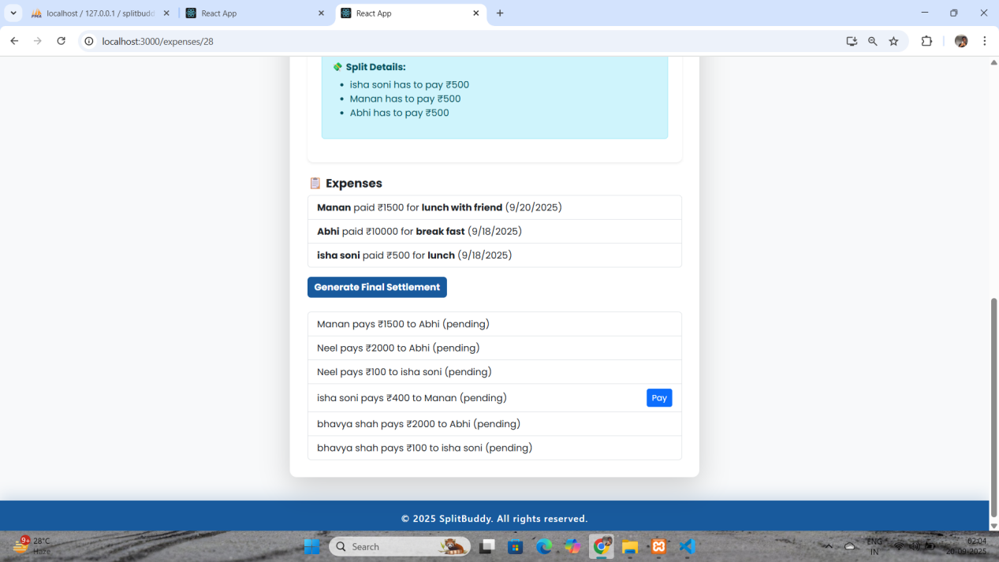 localhost / 127.0.0.1 / splitbudd
React App
React App
localhost:3000/expenses/28
Split Details:
isha soni has to pay ₹500
Manan has to pay ₹500
Abhi has to pay ₹500
Expenses
Manan paid ₹1500 for lunch with friend (9/20/2025)
Abhi paid ₹10000 for break fast (9/18/2025)
isha soni paid ₹500 for lunch (9/18/2025)
Generate Final Settlement
Manan pays ₹1500 to Abhi (pending)
Neel pays ₹2000 to Abhi (pending)
Neel pays ₹100 to isha soni (pending)
isha soni pays ₹400 to Manan (pending)
Pay
bhavya shah pays ₹2000 to Abhi (pending)
bhavya shah pays ₹100 to isha soni (pending)
© 2025 SplitBuddy. All rights reserved.
9+
28°C
Haze
Search
ENG
IN
02:04
20-09-2025